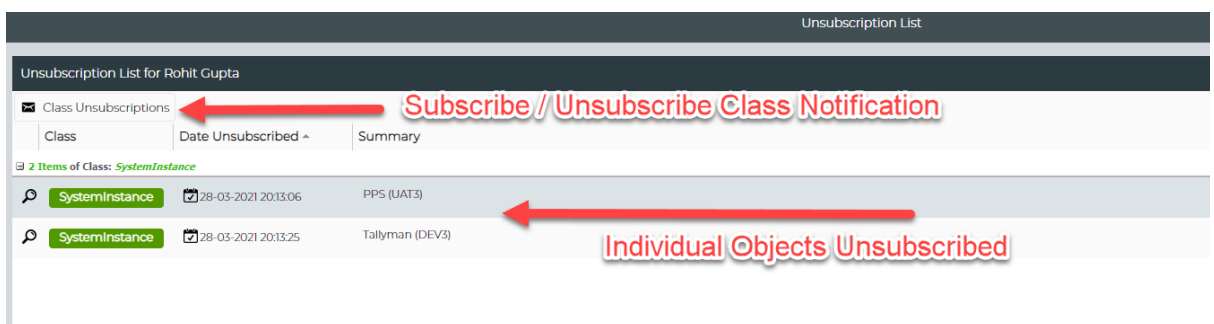 Unsubscription List
Unsubscription List for Rohit Gupta
Class Unsubscriptions
Subscribe / Unsubscribe Class Notification
Class Date Unsubscribed Summary
2 Items of Class: SystemInstance
SystemInstance 28-03-2021 20:13:06 PPS (UAT3)
SystemInstance 28-03-2021 20:13:25 Tallyman (DEV3)
Individual Objects Unsubscribed